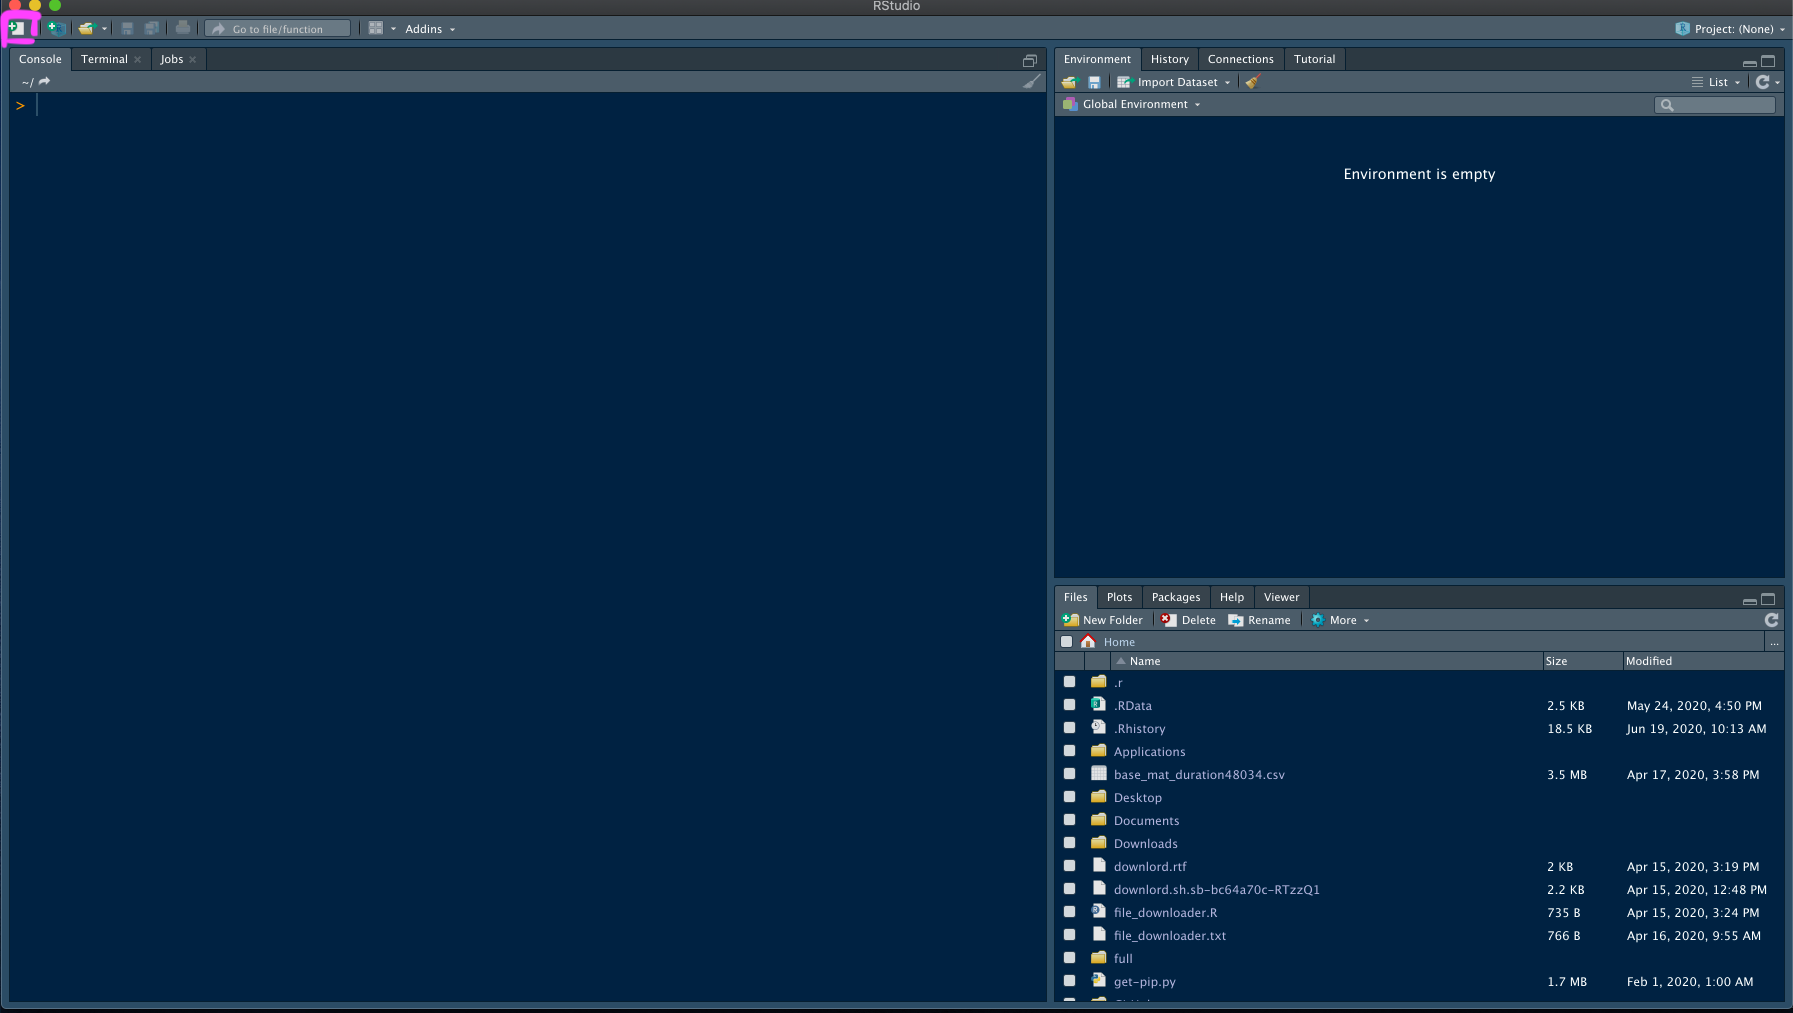 RStudio
Go to file/function
Addins
Project: (None)
Console Terminal Jobs
~/
>
Environment History Connections Tutorial
Import Dataset
List
Global Environment
Environment is empty
Files Plots Packages Help Viewer
New Folder Delete Rename More
Home
...
Name Size Modified
.r
.RData 2.5 KB May 24, 2020, 4:50 PM
.Rhistory 18.5 KB Jun 19, 2020, 10:13 AM
Applications
base_mat_duration48034.csv 3.5 MB Apr 17, 2020, 3:58 PM
Desktop
Documents
Downloads
downlord.rtf 2 KB Apr 15, 2020, 3:19 PM
downlord.sh.sb-bc64a70c-RTzzQ1 2.2 KB Apr 15, 2020, 12:48 PM
file_downloader.R 735 B Apr 15, 2020, 3:24 PM
file_downloader.txt 766 B Apr 16, 2020, 9:55 AM
full
get-pip.py 1.7 MB Feb 1, 2020, 1:00 AM